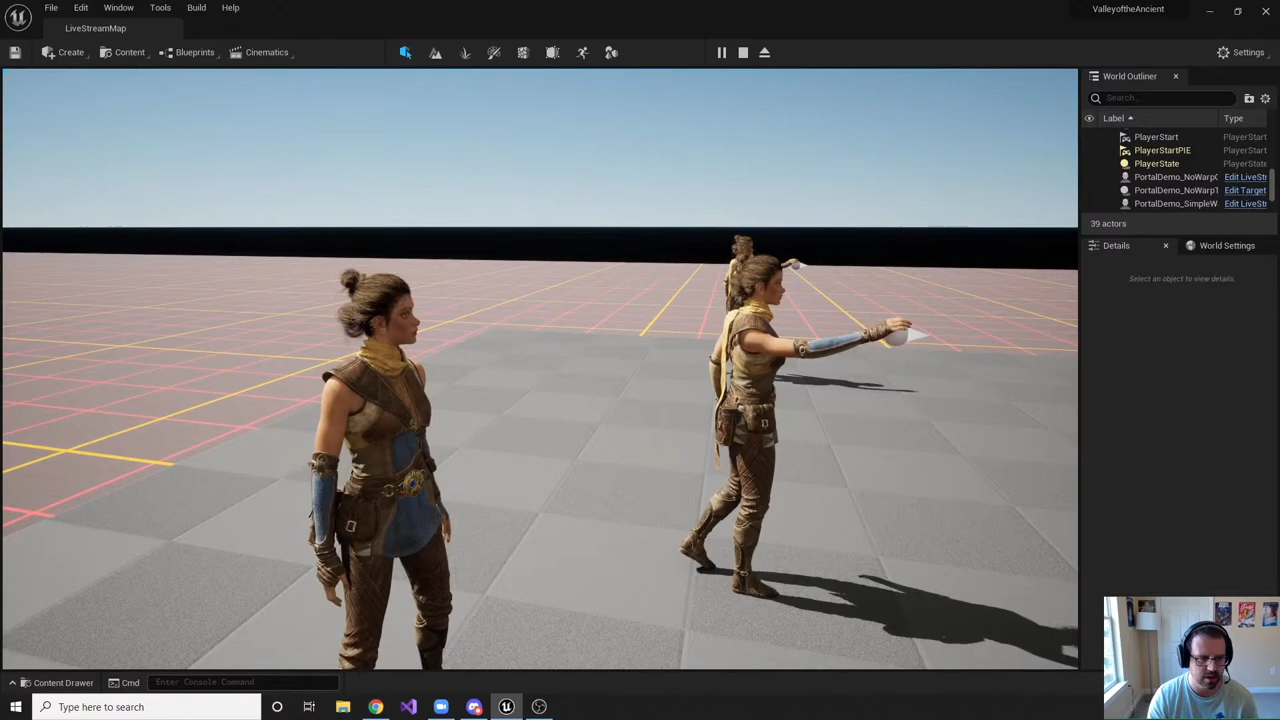 File Edit Window Tools Build Help
ValleyoftheAncient
LiveStreamMap
Create Content Blueprints Cinematics Settings
World Outliner
Search...
Label Type
PlayerStart PlayerStart
PlayerStartPIE PlayerStart
PlayerState PlayerState
PortalDemo_NoWarp Edit LiveStr
PortalDemo_NoWarpT Edit Target
PortalDemo_SimpleW Edit LiveStr
39 actors
Details World Settings
Select an object to view details.
Content Drawer Cmd Enter Console Command
Type here to search